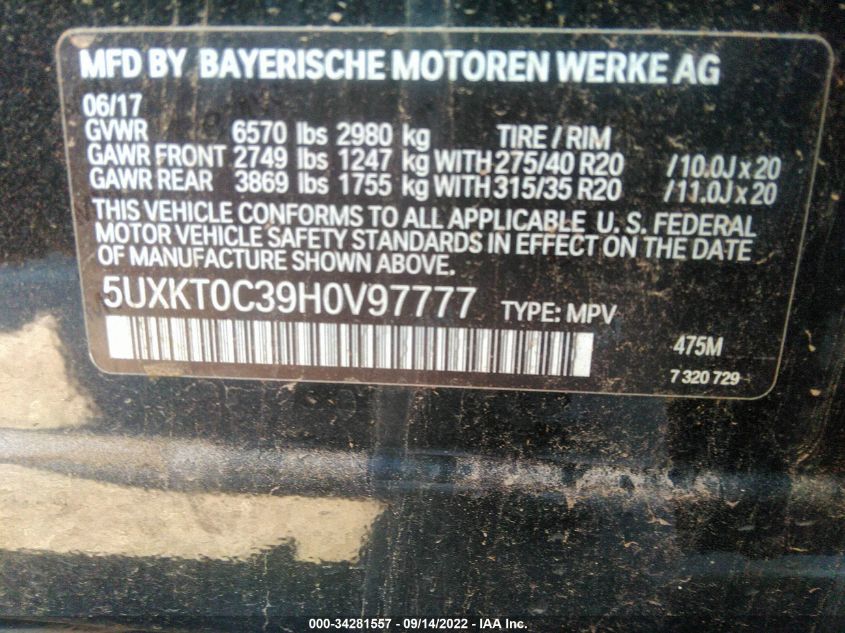 MFD BY BAYERISCHE MOTOREN WERKE AG
06/17
GVWR 6570 lbs 2980 kg TIRE / RIM
GAWR FRONT 2749 lbs 1247 kg WITH 275/40 R20 / 10.0J x 20
GAWR REAR 3869 lbs 1755 kg WITH 315/35 R20 / 11.0J x 20
THIS VEHICLE CONFORMS TO ALL APPLICABLE U. S. FEDERAL
MOTOR VEHICLE SAFETY STANDARDS IN EFFECT ON THE DATE
OF MANUFACTURE SHOWN ABOVE.
5UXKT0C39H0V97777 TYPE: MPV
475M
7 320 729
000-34281557 - 09/14/2022 - IAA Inc.